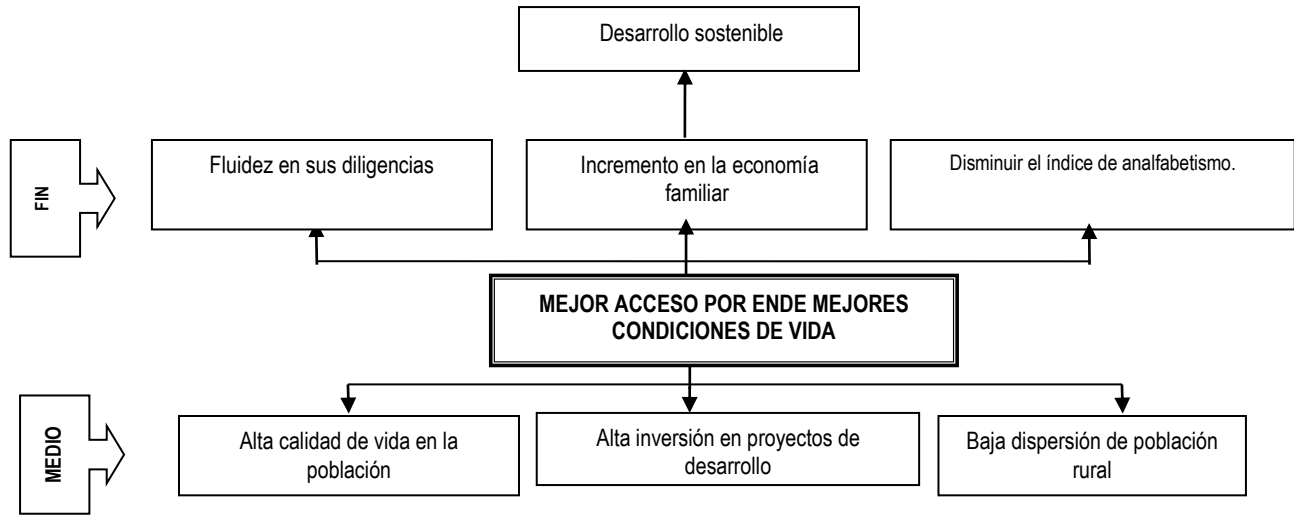 Desarrollo sostenible
FIN
Fluidez en sus diligencias
Incremento en la economía
familiar
Disminuir el índice de analfabetismo.
MEJOR ACCESO POR ENDE MEJORES
CONDICIONES DE VIDA
MEDIO
Alta calidad de vida en la
población
Alta inversión en proyectos de
desarrollo
Baja dispersión de población
rural